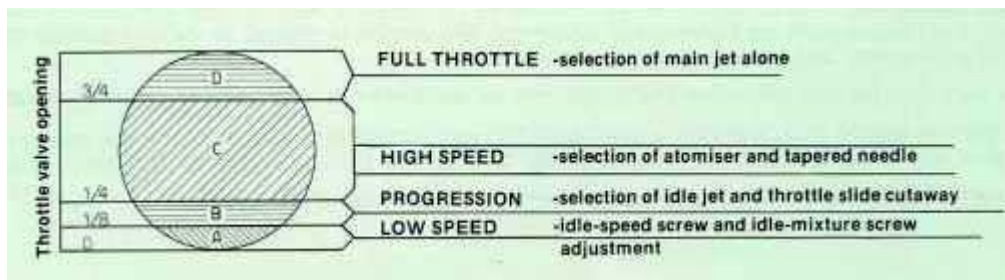 Throttle valve opening
3/4
1/4
1/8
0
D
C
B
A
FULL THROTTLE -selection of main jet alone
HIGH SPEED -selection of atomiser and tapered needle
PROGRESSION -selection of idle jet and throttle slide cutaway
LOW SPEED -idle-speed screw and idle-mixture screw
adjustment